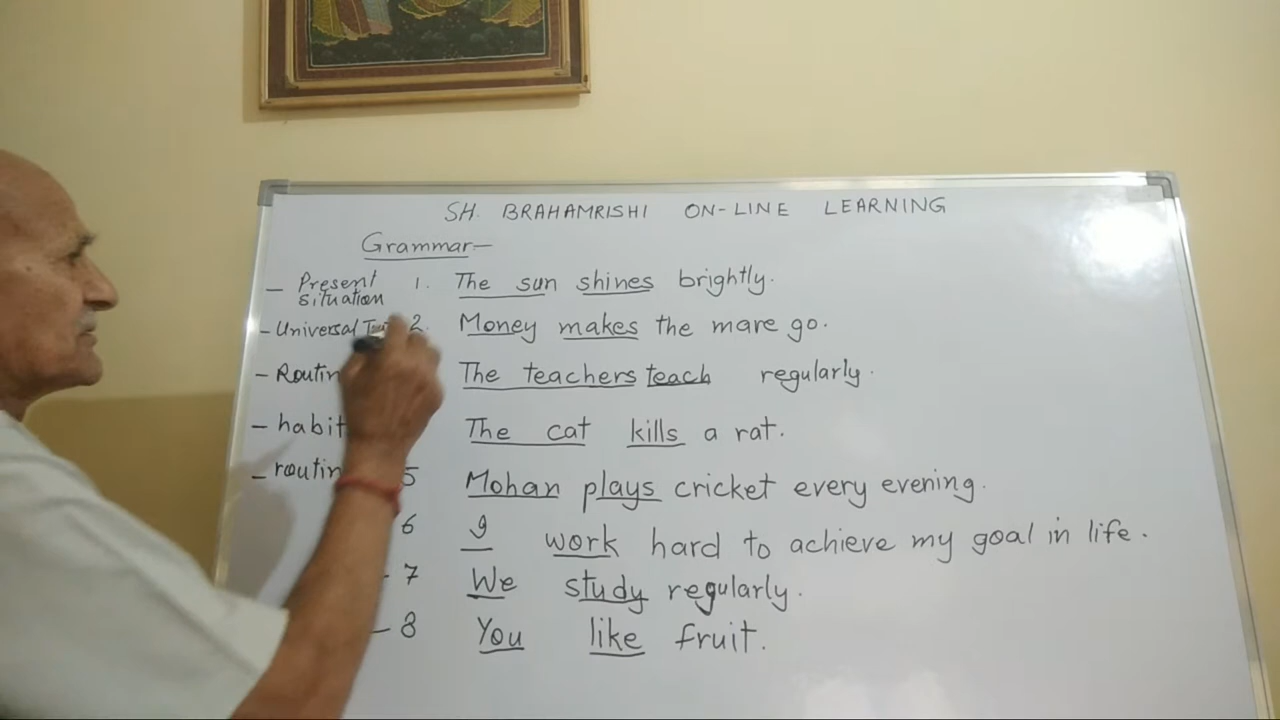 SH. BRAHAMRISHI ON-LINE LEARNING
Grammar—
— Present situation 1. The sun shines brightly.
— Universal 2. Money makes the mare go.
— The teachers teach regularly.
— habit The cat kills a rat.
— 5 Mohan plays cricket every evening.
6 I work hard to achieve my goal in life.
- 7 We study regularly.
— 8 You like fruit.